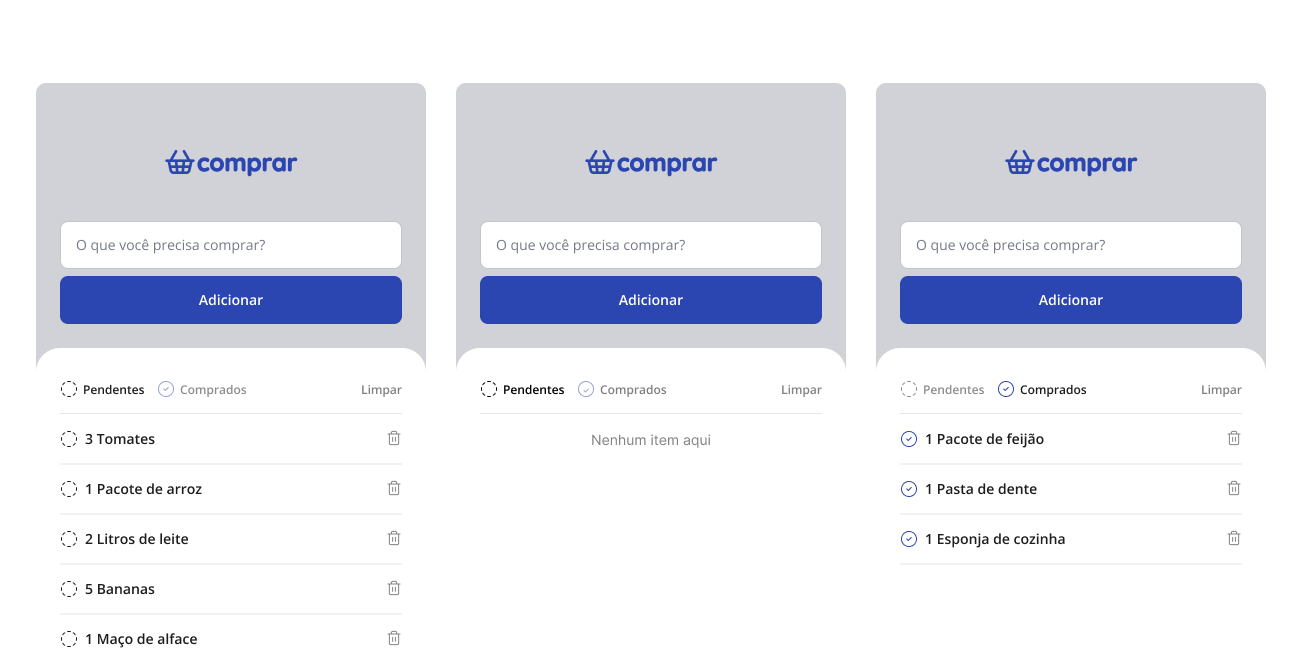 comprar
O que você precisa comprar?
Adicionar
Pendentes Comprados Limpar
3 Tomates
1 Pacote de arroz
2 Litros de leite
5 Bananas
1 Maço de alface
comprar
O que você precisa comprar?
Adicionar
Pendentes Comprados Limpar
Nenhum item aqui
comprar
O que você precisa comprar?
Adicionar
Pendentes Comprados Limpar
1 Pacote de feijão
1 Pasta de dente
1 Esponja de cozinha